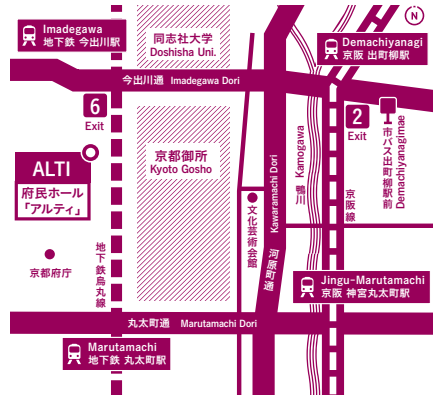 N
Imadegawa
地下鉄 今出川駅
同志社大学
Doshisha Uni.
Demachiyanagi
京阪 出町柳駅
今出川通 Imadegawa Dori
6
Exit
2
Exit
市バス出町柳駅前
Demachiyanagimae
ALTI
府民ホール
「アルティ」
京都御所
Kyoto Gosho
Kawaramachi Dori
河原町通
Kamogawa
鴨川
京阪線
文化芸術会館
京都府庁
地下鉄烏丸線
Jingu-Marutamachi
京阪 神宮丸太町駅
丸太町通 Marutamachi Dori
Marutamachi
地下鉄 丸太町駅